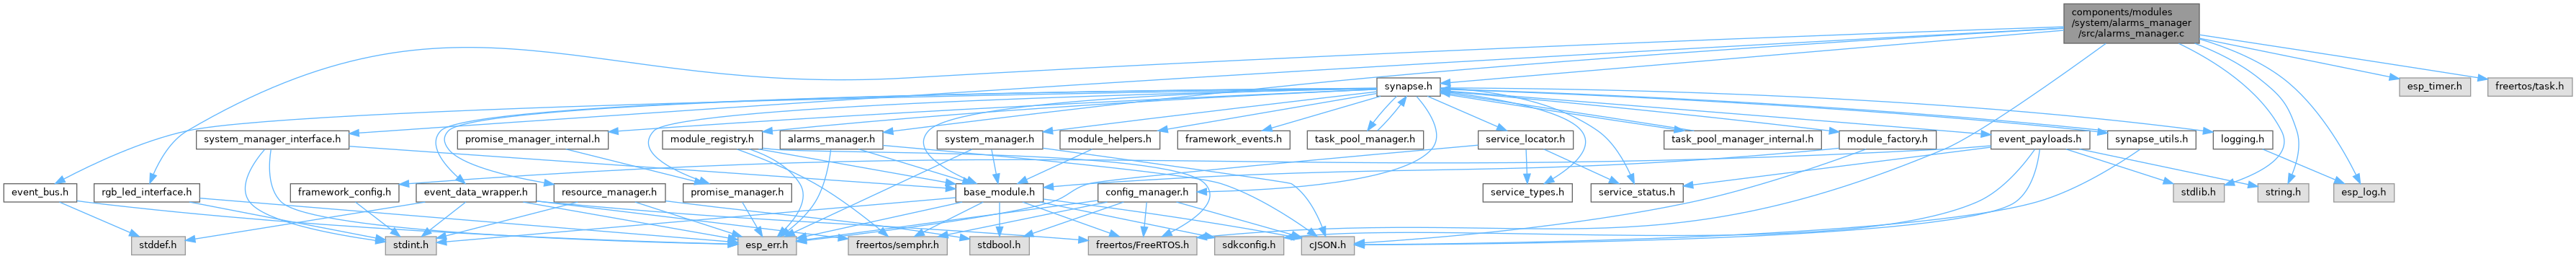 components/modules
/system/alarms_manager
/src/alarms_manager.c
synapse.h
esp_timer.h
freertos/task.h
system_manager_interface.h
promise_manager_internal.h
module_registry.h
alarms_manager.h
system_manager.h
module_helpers.h
framework_events.h
task_pool_manager.h
service_locator.h
task_pool_manager_internal.h
module_factory.h
event_payloads.h
synapse_utils.h
logging.h
event_bus.h
rgb_led_interface.h
framework_config.h
event_data_wrapper.h
resource_manager.h
promise_manager.h
base_module.h
config_manager.h
service_types.h
service_status.h
stdlib.h
string.h
esp_log.h
stddef.h
stdint.h
esp_err.h
freertos/semphr.h
stdbool.h
freertos/FreeRTOS.h
sdkconfig.h
cJSON.h